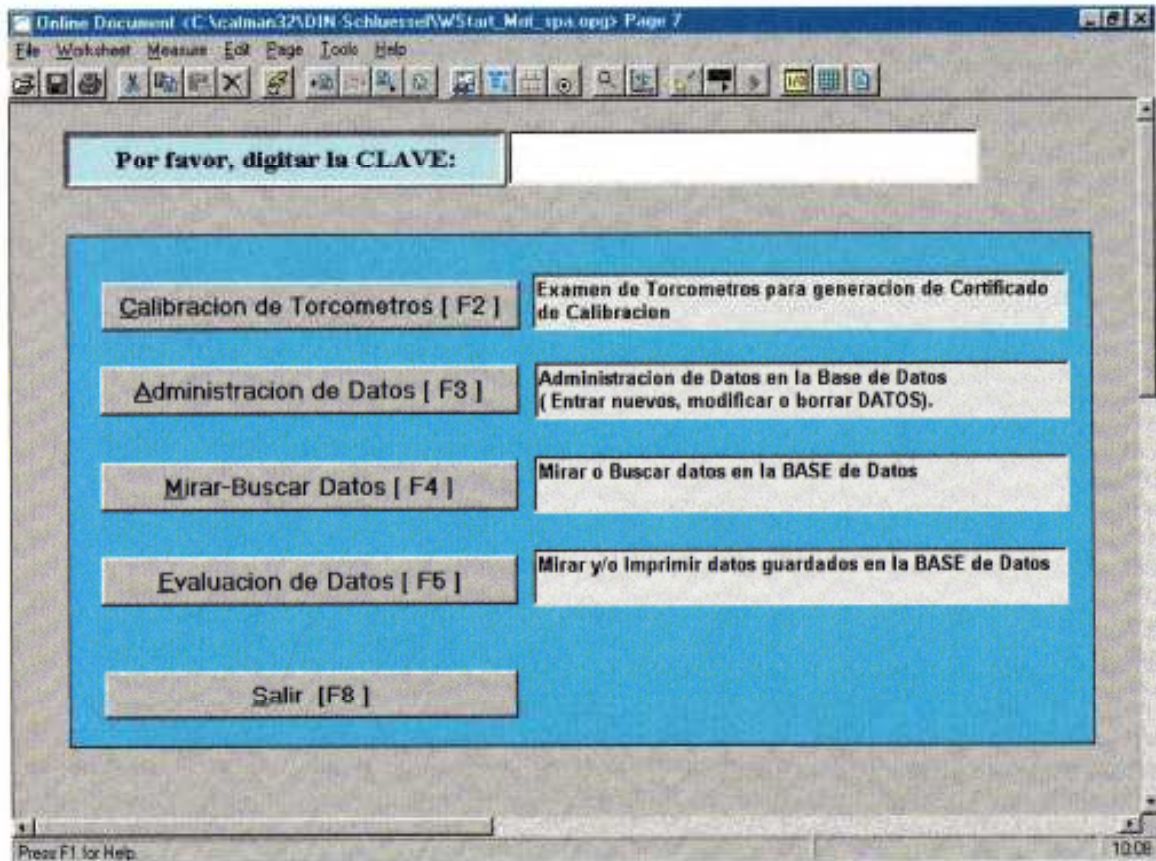 Online Document <C:\calman32\DIN-Schluessel\WStart_Mot_spa.opg> Page 7
File Worksheet Measure Edit Page Tools Help
Por favor, digitar la CLAVE:
Calibracion de Torcometros [ F2 ]
Examen de Torcometros para generacion de Certificado
de Calibracion
Administracion de Datos [ F3 ]
Administracion de Datos en la Base de Datos
( Entrar nuevos, modificar o borrar DATOS).
Mirar-Buscar Datos [ F4 ]
Mirar o Buscar datos en la BASE de Datos
Evaluacion de Datos [ F5 ]
Mirar y/o Imprimir datos guardados en la BASE de Datos
Salir [F8 ]
Press F1 for Help
10:08